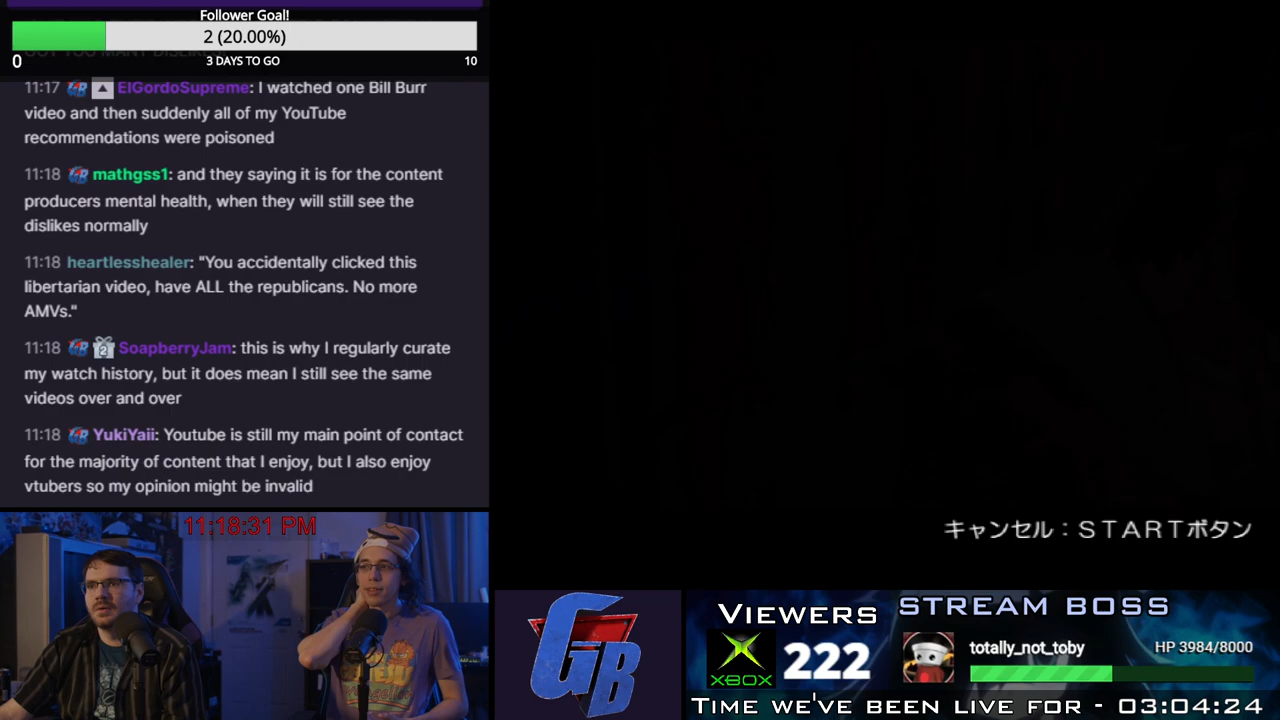 Follower Goal!
2 (20.00%)
0
3 DAYS TO GO
10
11:17 ElGordoSupreme: I watched one Bill Burr
video and then suddenly all of my YouTube
recommendations were poisoned
11:18 mathgss1: and they saying it is for the content
producers mental health, when they will still see the
dislikes normally
11:18 heartlesshealer: "You accidentally clicked this
libertarian video, have ALL the republicans. No more
AMVs."
11:18 SoapberryJam: this is why I regularly curate
my watch history, but it does mean I still see the same
videos over and over
11:18 YukiYaii: Youtube is still my main point of contact
for the majority of content that I enjoy, but I also enjoy
vtubers so my opinion might be invalid
11:18:31 PM
キャンセル：ＳＴＡＲＴボタン
GB
VIEWERS
XBOX
222
STREAM BOSS
totally_not_toby
HP 3984/8000
TIME WE'VE BEEN LIVE FOR - 03:04:24